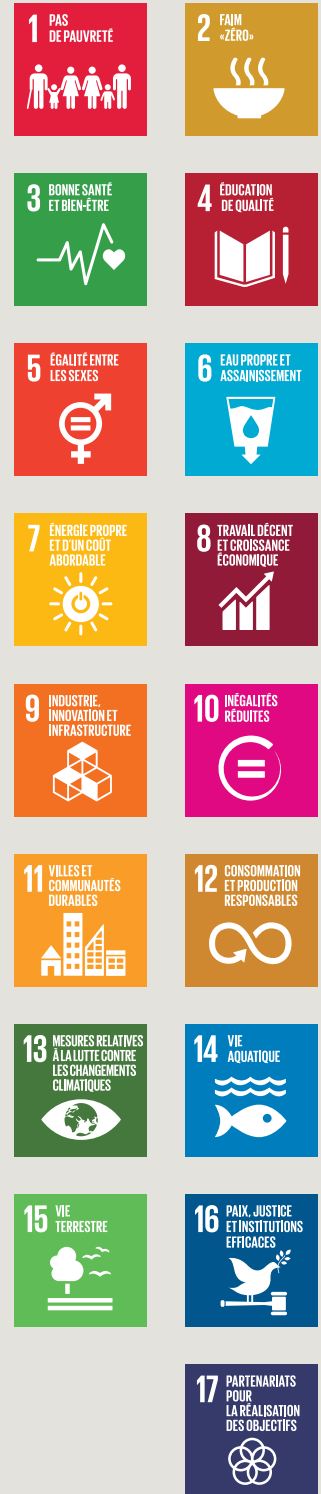 1 PAS
DE PAUVRETÉ
2 FAIM
«ZÉRO»
3 BONNE SANTÉ
ET BIEN-ÊTRE
4 ÉDUCATION
DE QUALITÉ
5 ÉGALITÉ ENTRE
LES SEXES
6 EAU PROPRE ET
ASSAINISSEMENT
7 ÉNERGIE PROPRE
ET D'UN COÛT
ABORDABLE
8 TRAVAIL DÉCENT
ET CROISSANCE
ÉCONOMIQUE
9 INDUSTRIE,
INNOVATION ET
INFRASTRUCTURE
10 INÉGALITÉS
RÉDUITES
11 VILLES ET
COMMUNAUTÉS
DURABLES
12 CONSOMMATION
ET PRODUCTION
RESPONSABLES
13 MESURES RELATIVES
À LA LUTTE CONTRE
LES CHANGEMENTS
CLIMATIQUES
14 VIE
AQUATIQUE
15 VIE
TERRESTRE
16 PAIX, JUSTICE
ET INSTITUTIONS
EFFICACES
17 PARTENARIATS
POUR
LA RÉALISATION
DES OBJECTIFS